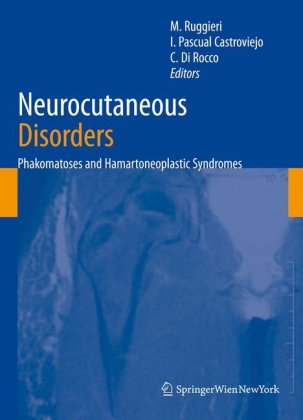 M. Ruggieri
I. Pascual Castroviejo
C. Di Rocco
Editors
Neurocutaneous
Disorders
Phakomatoses and Hamartoneoplastic Syndromes
SpringerWienNewYork